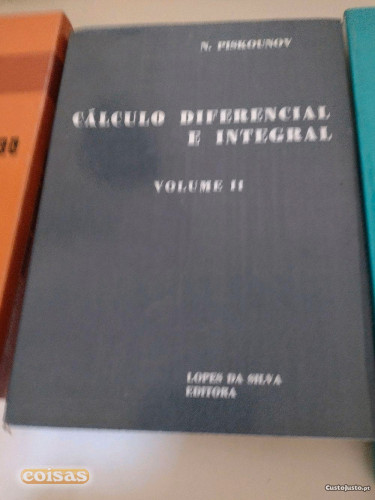 N. PISKOUNOV
CÁLCULO DIFERENCIAL
E INTEGRAL
VOLUME II
LOPES DA SILVA
EDITORA
coisas
CustoJusto.pt